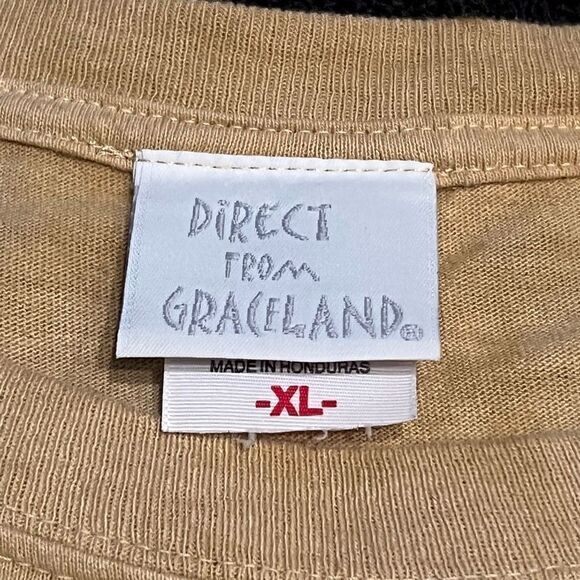 DiRECT
FROM
GRACELAND®
MADE IN HONDURAS
-XL-